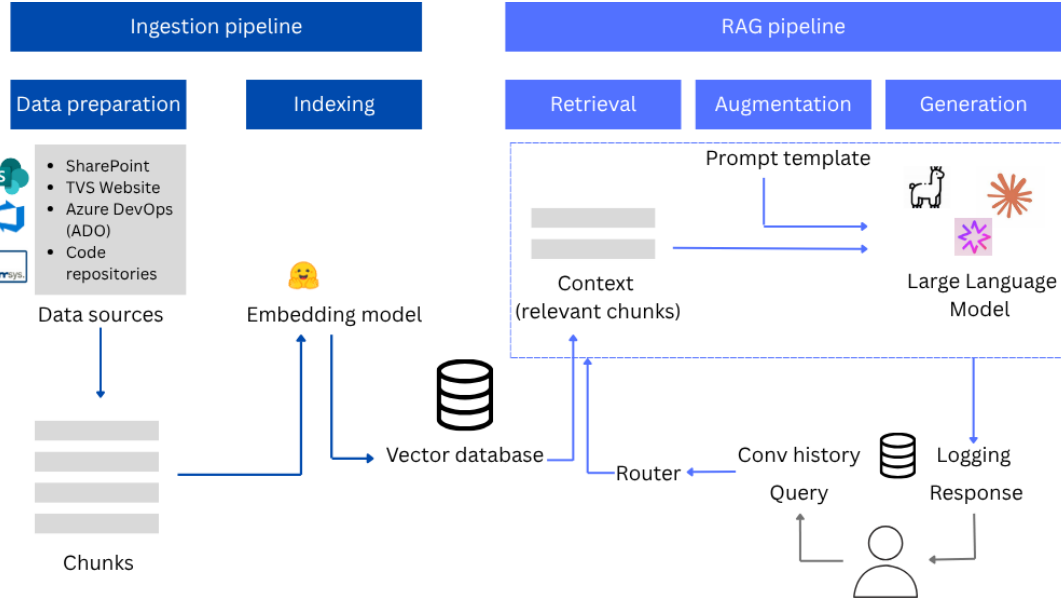 Ingestion pipeline
RAG pipeline
Data preparation
Indexing
Retrieval
Augmentation
Generation
S
• SharePoint
• TVS Website
• Azure DevOps
(ADO)
• Code
repositories
sys.
Data sources
Embedding model
Prompt template
Context
(relevant chunks)
Large Language
Model
Vector database
Router
Conv history
Query
Logging
Response
Chunks